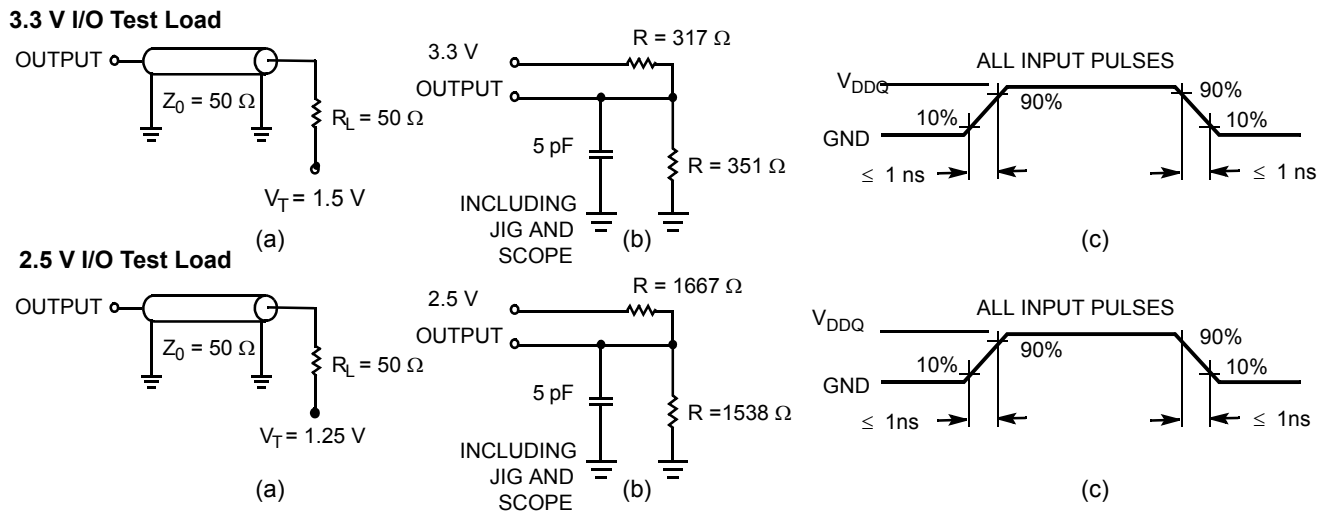 3.3 V I/O Test Load
OUTPUT
Z0 = 50 Ω
RL = 50 Ω
VT = 1.5 V
(a)
3.3 V
OUTPUT
R = 317 Ω
5 pF
R = 351 Ω
INCLUDING
JIG AND
SCOPE
(b)
ALL INPUT PULSES
VDDQ
GND
10%
90%
90%
10%
≤ 1 ns
≤ 1 ns
(c)
2.5 V I/O Test Load
OUTPUT
Z0 = 50 Ω
RL = 50 Ω
VT = 1.25 V
(a)
2.5 V
OUTPUT
R = 1667 Ω
5 pF
R =1538 Ω
INCLUDING
JIG AND
SCOPE
(b)
ALL INPUT PULSES
VDDQ
GND
10%
90%
90%
10%
≤ 1ns
≤ 1ns
(c)